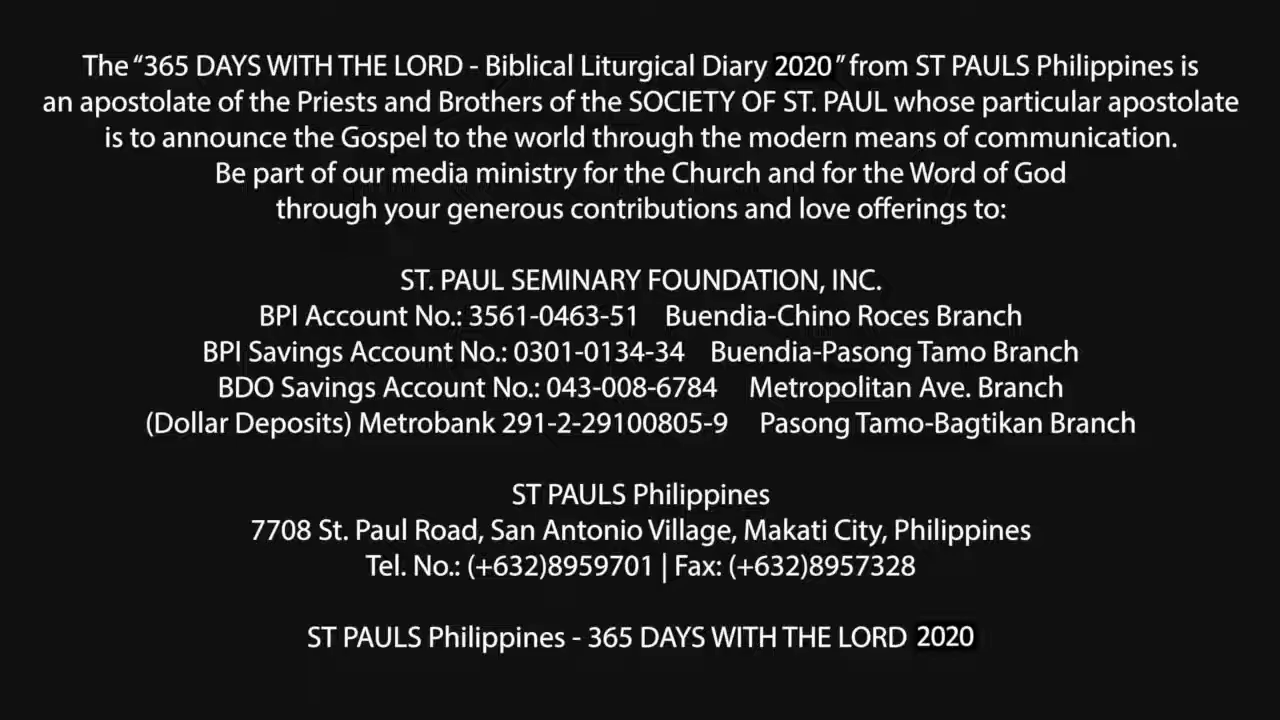 The “365 DAYS WITH THE LORD - Biblical Liturgical Diary 2020” from ST PAULS Philippines is
an apostolate of the Priests and Brothers of the SOCIETY OF ST. PAUL whose particular apostolate
is to announce the Gospel to the world through the modern means of communication.
Be part of our media ministry for the Church and for the Word of God
through your generous contributions and love offerings to:
ST. PAUL SEMINARY FOUNDATION, INC.
BPI Account No.: 3561-0463-51 Buendia-Chino Roces Branch
BPI Savings Account No.: 0301-0134-34 Buendia-Pasong Tamo Branch
BDO Savings Account No.: 043-008-6784 Metropolitan Ave. Branch
(Dollar Deposits) Metrobank 291-2-29100805-9 Pasong Tamo-Bagtikan Branch
ST PAULS Philippines
7708 St. Paul Road, San Antonio Village, Makati City, Philippines
Tel. No.: (+632)8959701 | Fax: (+632)8957328
ST PAULS Philippines - 365 DAYS WITH THE LORD 2020